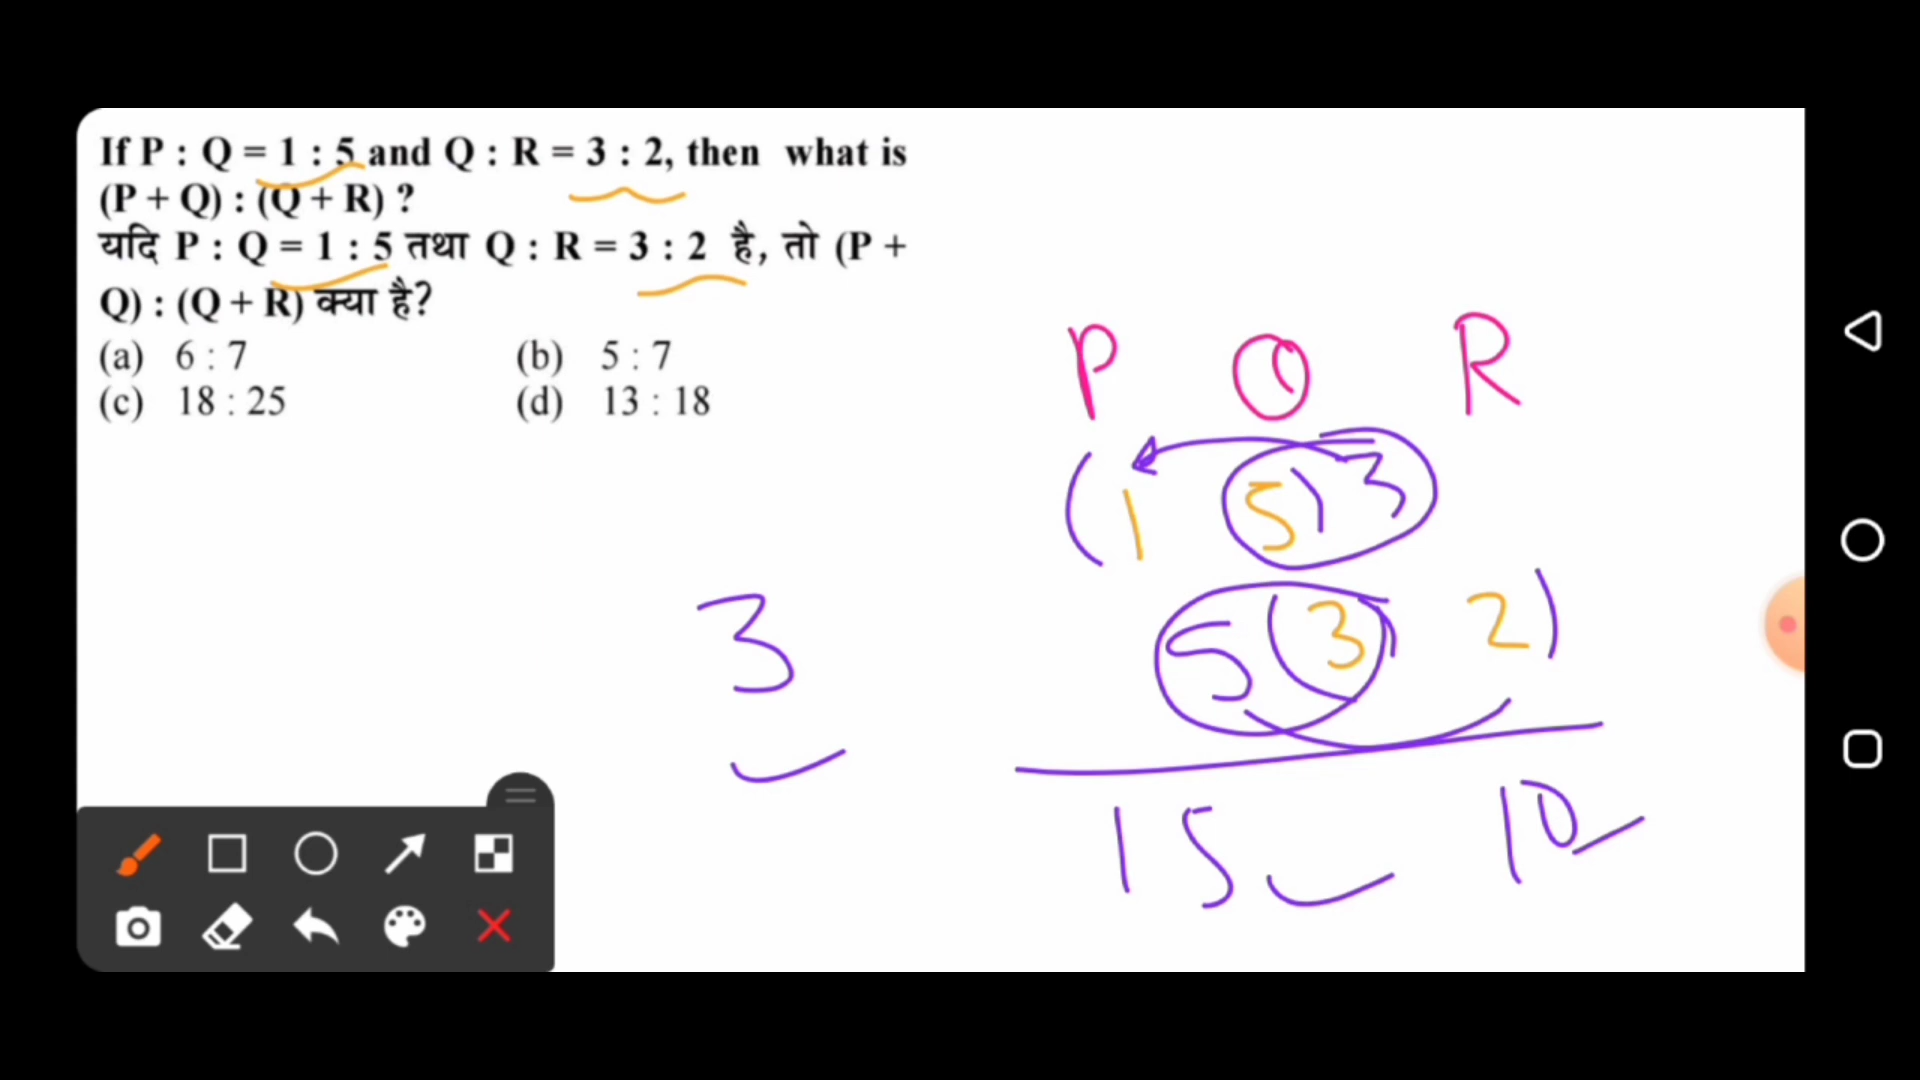 If P : Q = 1 : 5 and Q : R = 3 : 2, then what is
(P + Q) : (Q + R) ?
यदि P : Q = 1 : 5 तथा Q : R = 3 : 2 है, तो (P +
Q) : (Q + R) क्या है?
(a) 6 : 7 (b) 5 : 7
(c) 18 : 25 (d) 13 : 18
P Q R
(1 5) 3
5 (3) 2)
3
15 10